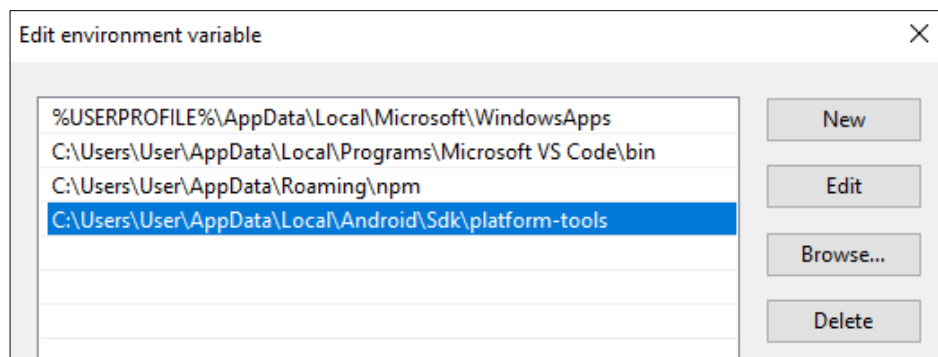 Edit environment variable
%USERPROFILE%\AppData\Local\Microsoft\WindowsApps
C:\Users\User\AppData\Local\Programs\Microsoft VS Code\bin
C:\Users\User\AppData\Roaming\npm
C:\Users\User\AppData\Local\Android\Sdk\platform-tools
New
Edit
Browse...
Delete